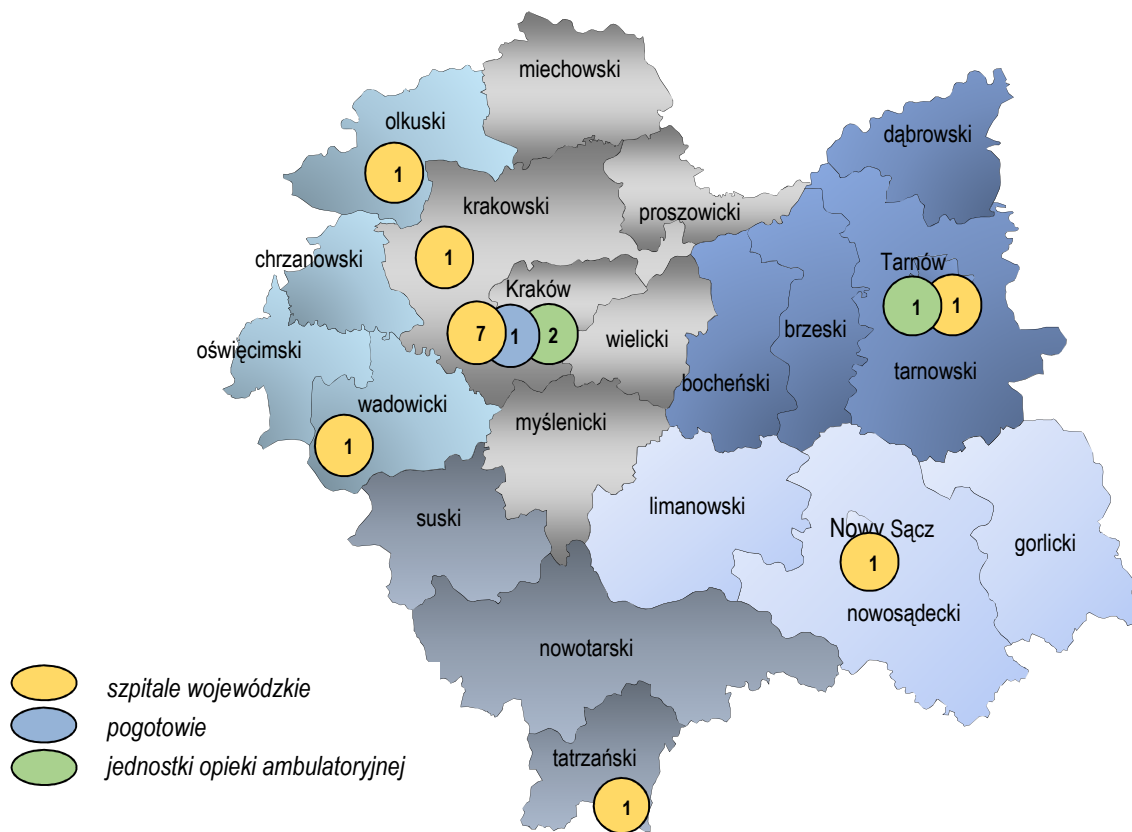 miechowski
olkuski
dąbrowski
1
krakowski
proszowicki
chrzanowski
1
Tarnów
Kraków
1
1
7
1
2
wielicki
brzeski
oświęcimski
tarnowski
bocheński
wadowicki
myślenicki
1
limanowski
suski
Nowy Sącz
gorlicki
1
nowosądecki
nowotarski
szpitale wojewódzkie
pogotowie
tatrzański
jednostki opieki ambulatoryjnej
1